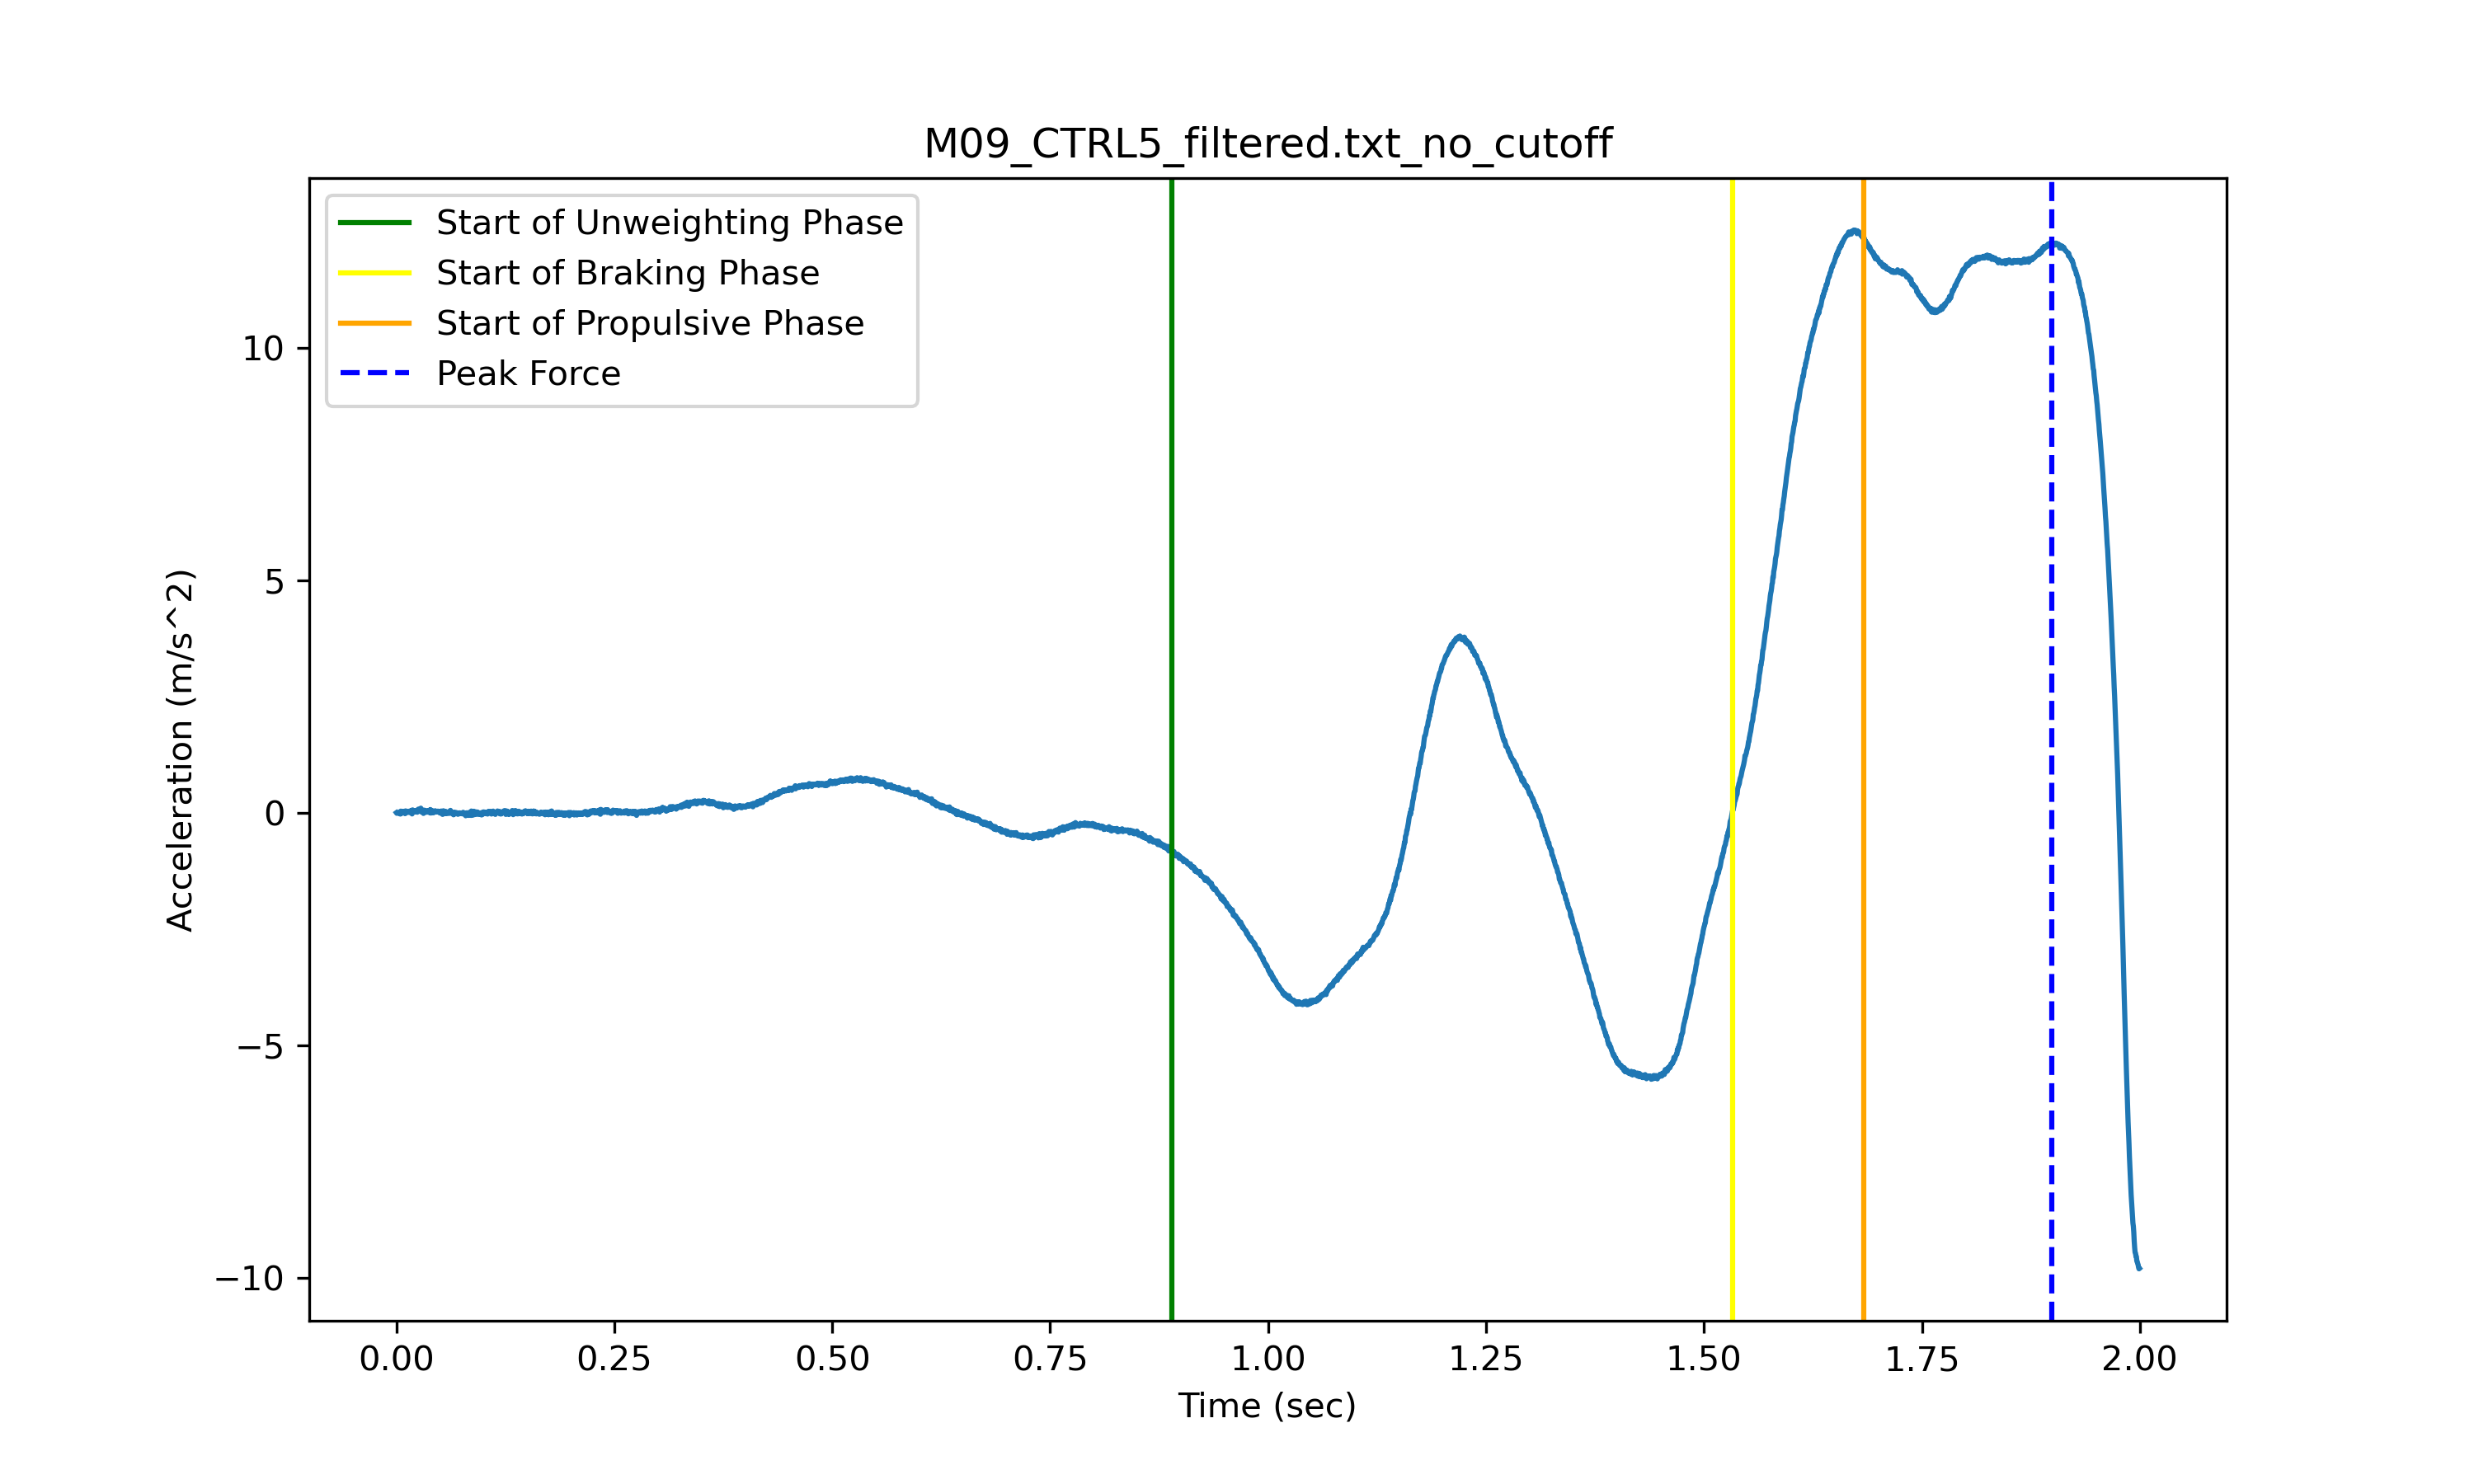 M09_CTRL5_filtered.txt_no_cutoff
Start of Unweighting Phase
Start of Braking Phase
Start of Propulsive Phase
Peak Force
Acceleration (m/s^2)
10
5
0
−5
−10
0.00 0.25 0.50 0.75 1.00 1.25 1.50 1.75 2.00
Time (sec)